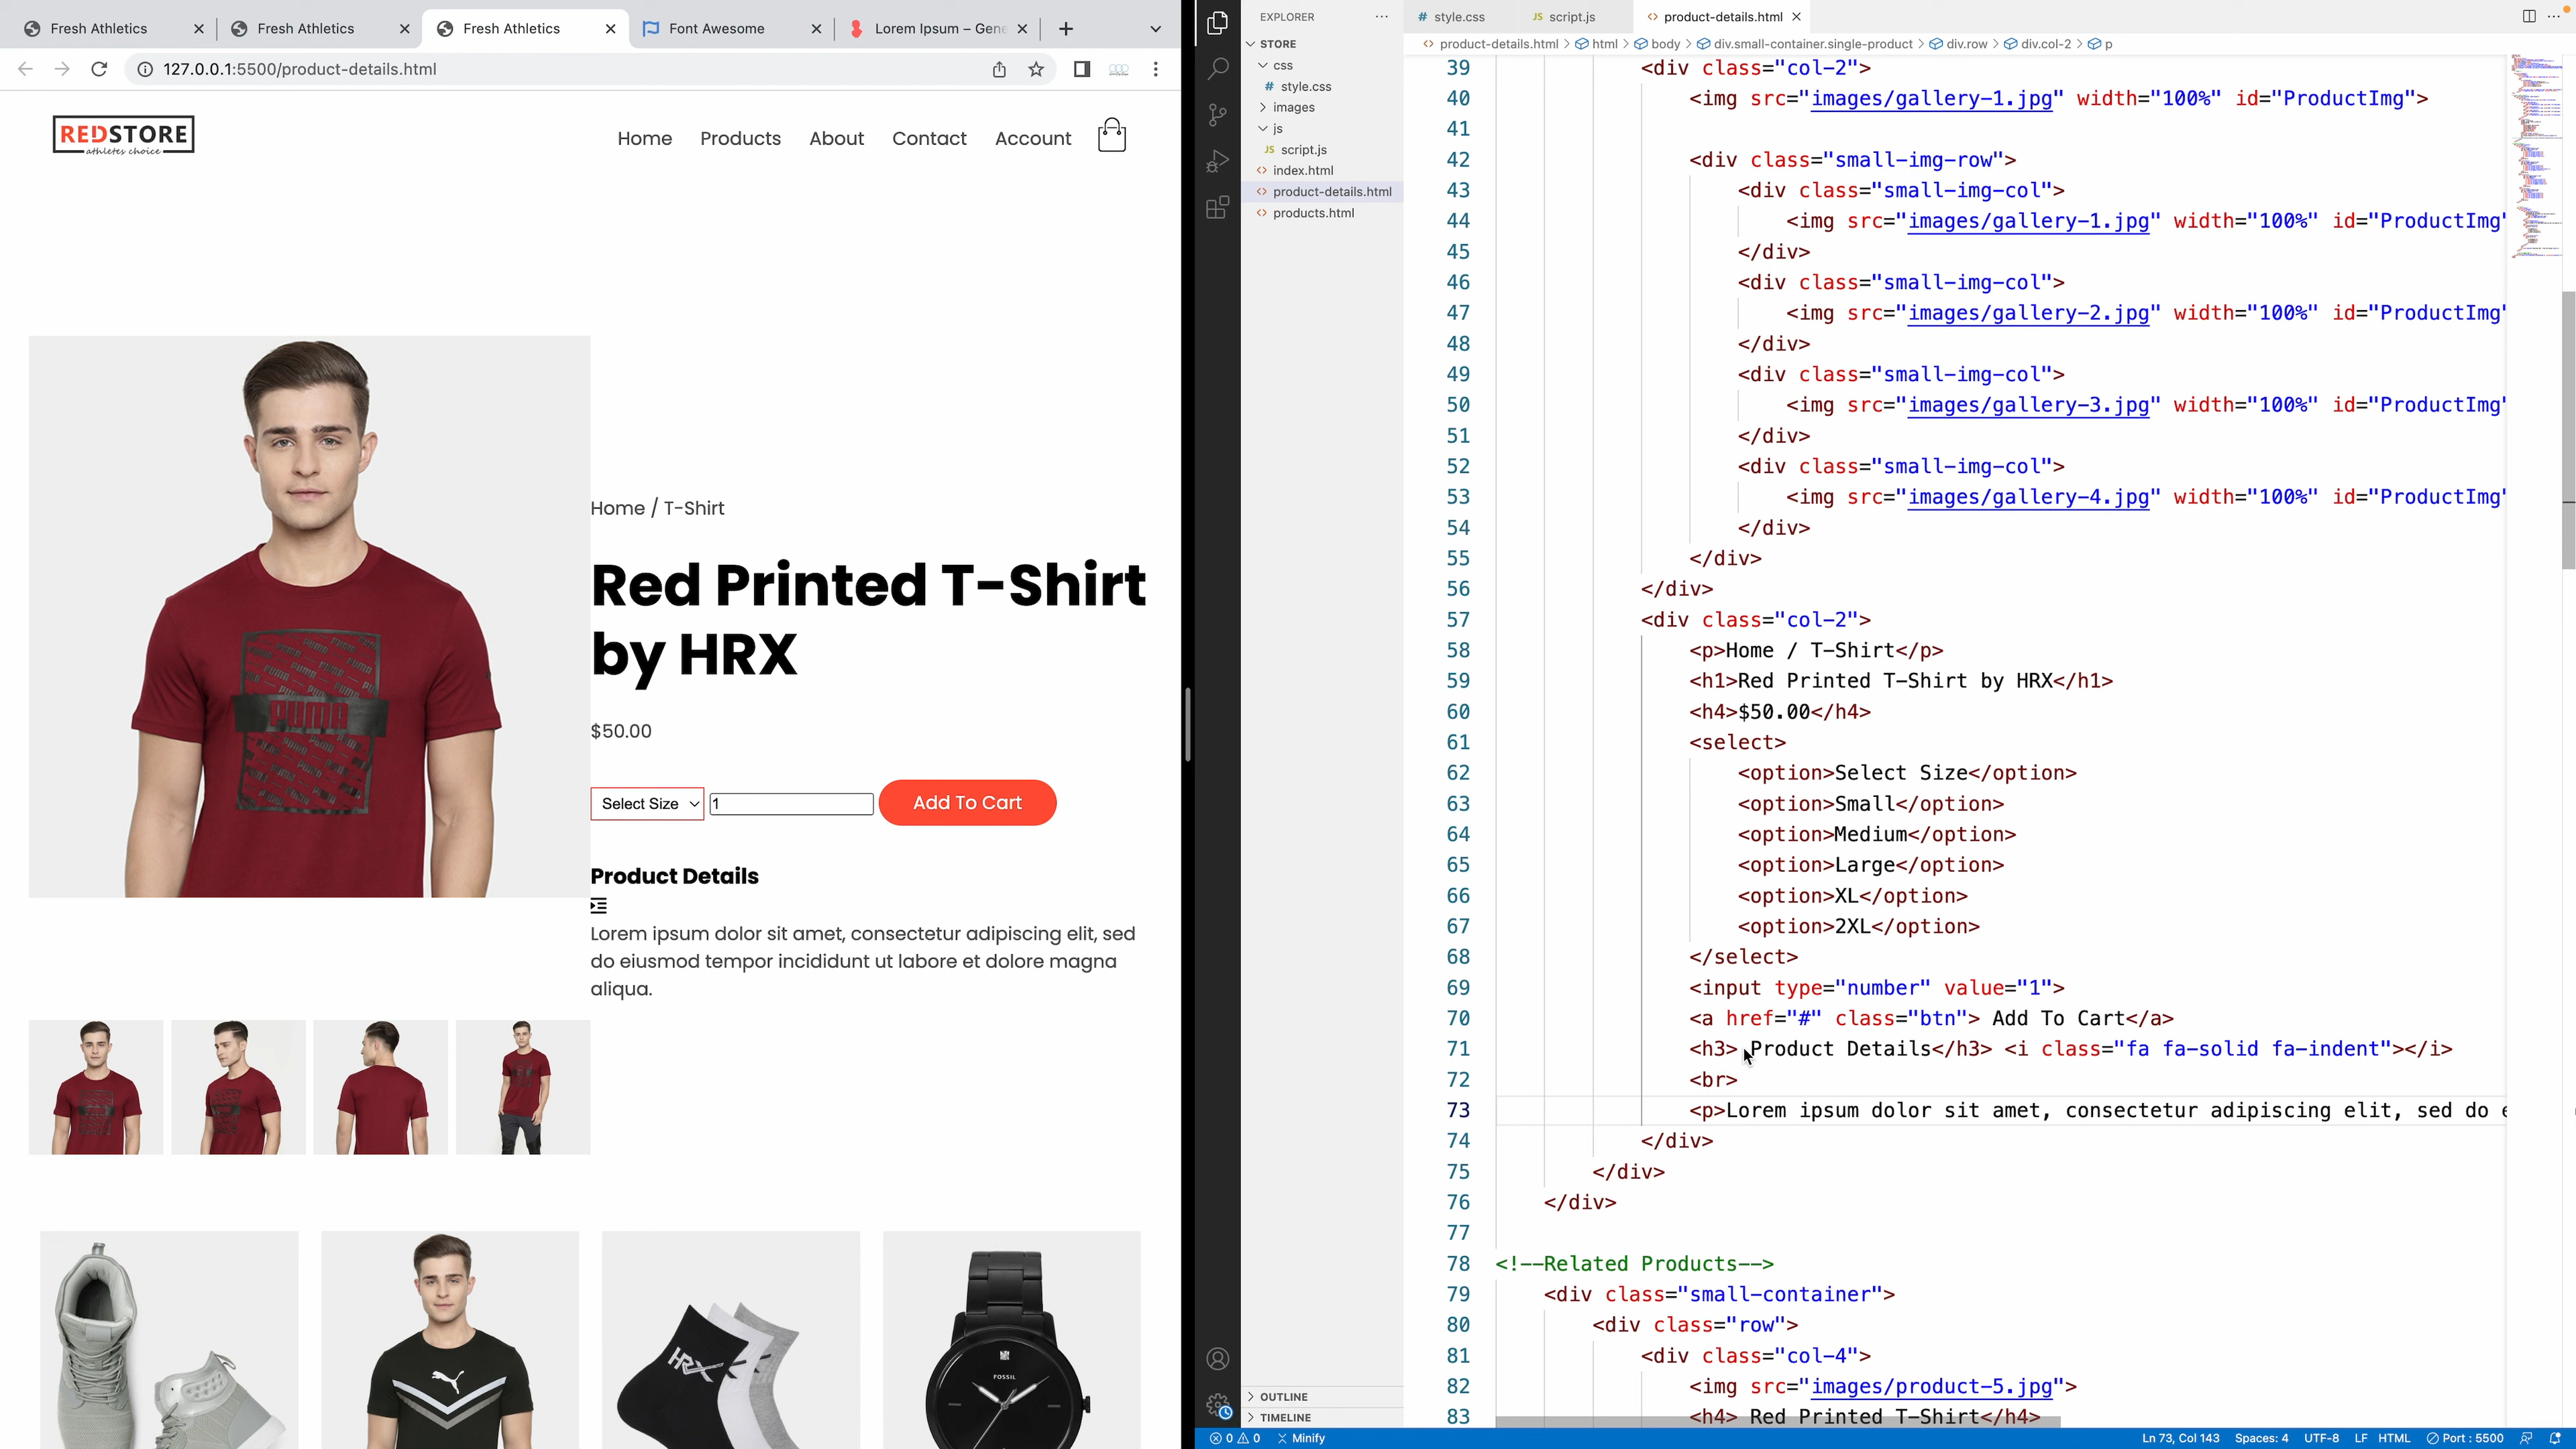 Fresh Athletics
Fresh Athletics
Fresh Athletics
Font Awesome
Lorem Ipsum – Gene
127.0.0.1:5500/product-details.html
REDSTORE
athletes choice
Home
Products
About
Contact
Account
PUMA
Home / T-Shirt
Red Printed T-Shirt
by HRX
$50.00
Select Size
1
Add To Cart
Product Details
Lorem ipsum dolor sit amet, consectetur adipiscing elit, sed
do eiusmod tempor incididunt ut labore et dolore magna
aliqua.
HRX
FOSSIL
EXPLORER
STORE
css
# style.css
images
js
JS script.js
<> index.html
<> product-details.html
<> products.html
OUTLINE
TIMELINE
# style.css
JS script.js
<> product-details.html
<> product-details.html > html > body > div.small-container.single-product > div.row > div.col-2 > p
39 <div class="col-2">
40 <img src="images/gallery-1.jpg" width="100%" id="ProductImg">
41
42 <div class="small-img-row">
43 <div class="small-img-col">
44 <img src="images/gallery-1.jpg" width="100%" id="ProductImg"
45 </div>
46 <div class="small-img-col">
47 <img src="images/gallery-2.jpg" width="100%" id="ProductImg"
48 </div>
49 <div class="small-img-col">
50 <img src="images/gallery-3.jpg" width="100%" id="ProductImg"
51 </div>
52 <div class="small-img-col">
53 <img src="images/gallery-4.jpg" width="100%" id="ProductImg"
54 </div>
55 </div>
56 </div>
57 <div class="col-2">
58 <p>Home / T-Shirt</p>
59 <h1>Red Printed T-Shirt by HRX</h1>
60 <h4>$50.00</h4>
61 <select>
62 <option>Select Size</option>
63 <option>Small</option>
64 <option>Medium</option>
65 <option>Large</option>
66 <option>XL</option>
67 <option>2XL</option>
68 </select>
69 <input type="number" value="1">
70 <a href="#" class="btn"> Add To Cart</a>
71 <h3> Product Details</h3> <i class="fa fa-solid fa-indent"></i>
72 <br>
73 <p>Lorem ipsum dolor sit amet, consectetur adipiscing elit, sed do e
74 </div>
75 </div>
76 </div>
77
78 <!--Related Products-->
79 <div class="small-container">
80 <div class="row">
81 <div class="col-4">
82 <img src="images/product-5.jpg">
83 <h4> Red Printed T-Shirt</h4>
0 0 Minify
Ln 73, Col 143 Spaces: 4 UTF-8 LF HTML Port : 5500